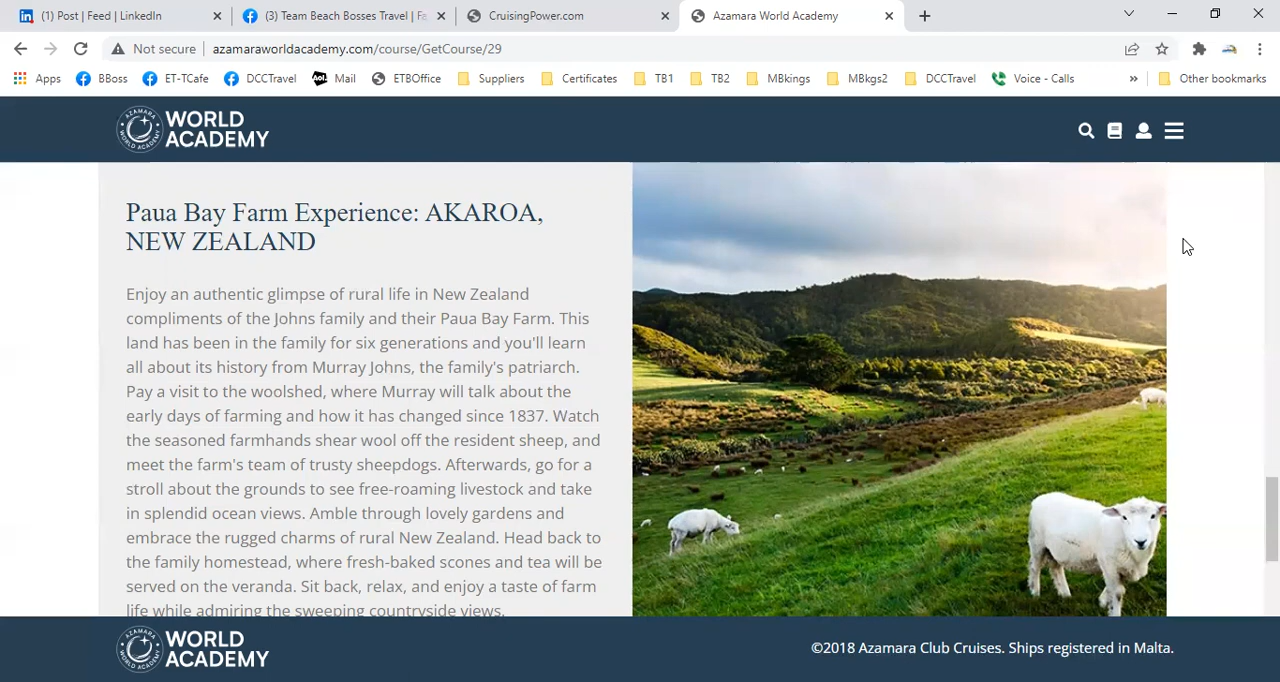 (1) Post | Feed | LinkedIn
(3) Team Beach Bosses Travel | Fa
CruisingPower.com
Azamara World Academy
Not secure
azamaraworldacademy.com/course/GetCourse/29
Apps
BBoss
ET-TCafe
DCCTravel
Aol.
Mail
ETBOffice
Suppliers
Certificates
TB1
TB2
MBkings
MBkgs2
DCCTravel
Voice - Calls
»
Other bookmarks
WORLD
ACADEMY
Paua Bay Farm Experience: AKAROA,
NEW ZEALAND
Enjoy an authentic glimpse of rural life in New Zealand
compliments of the Johns family and their Paua Bay Farm. This
land has been in the family for six generations and you'll learn
all about its history from Murray Johns, the family's patriarch.
Pay a visit to the woolshed, where Murray will talk about the
early days of farming and how it has changed since 1837. Watch
the seasoned farmhands shear wool off the resident sheep, and
meet the farm's team of trusty sheepdogs. Afterwards, go for a
stroll about the grounds to see free-roaming livestock and take
in splendid ocean views. Amble through lovely gardens and
embrace the rugged charms of rural New Zealand. Head back to
the family homestead, where fresh-baked scones and tea will be
served on the veranda. Sit back, relax, and enjoy a taste of farm
life while admiring the sweeping countryside views.
WORLD
ACADEMY
©2018 Azamara Club Cruises. Ships registered in Malta.